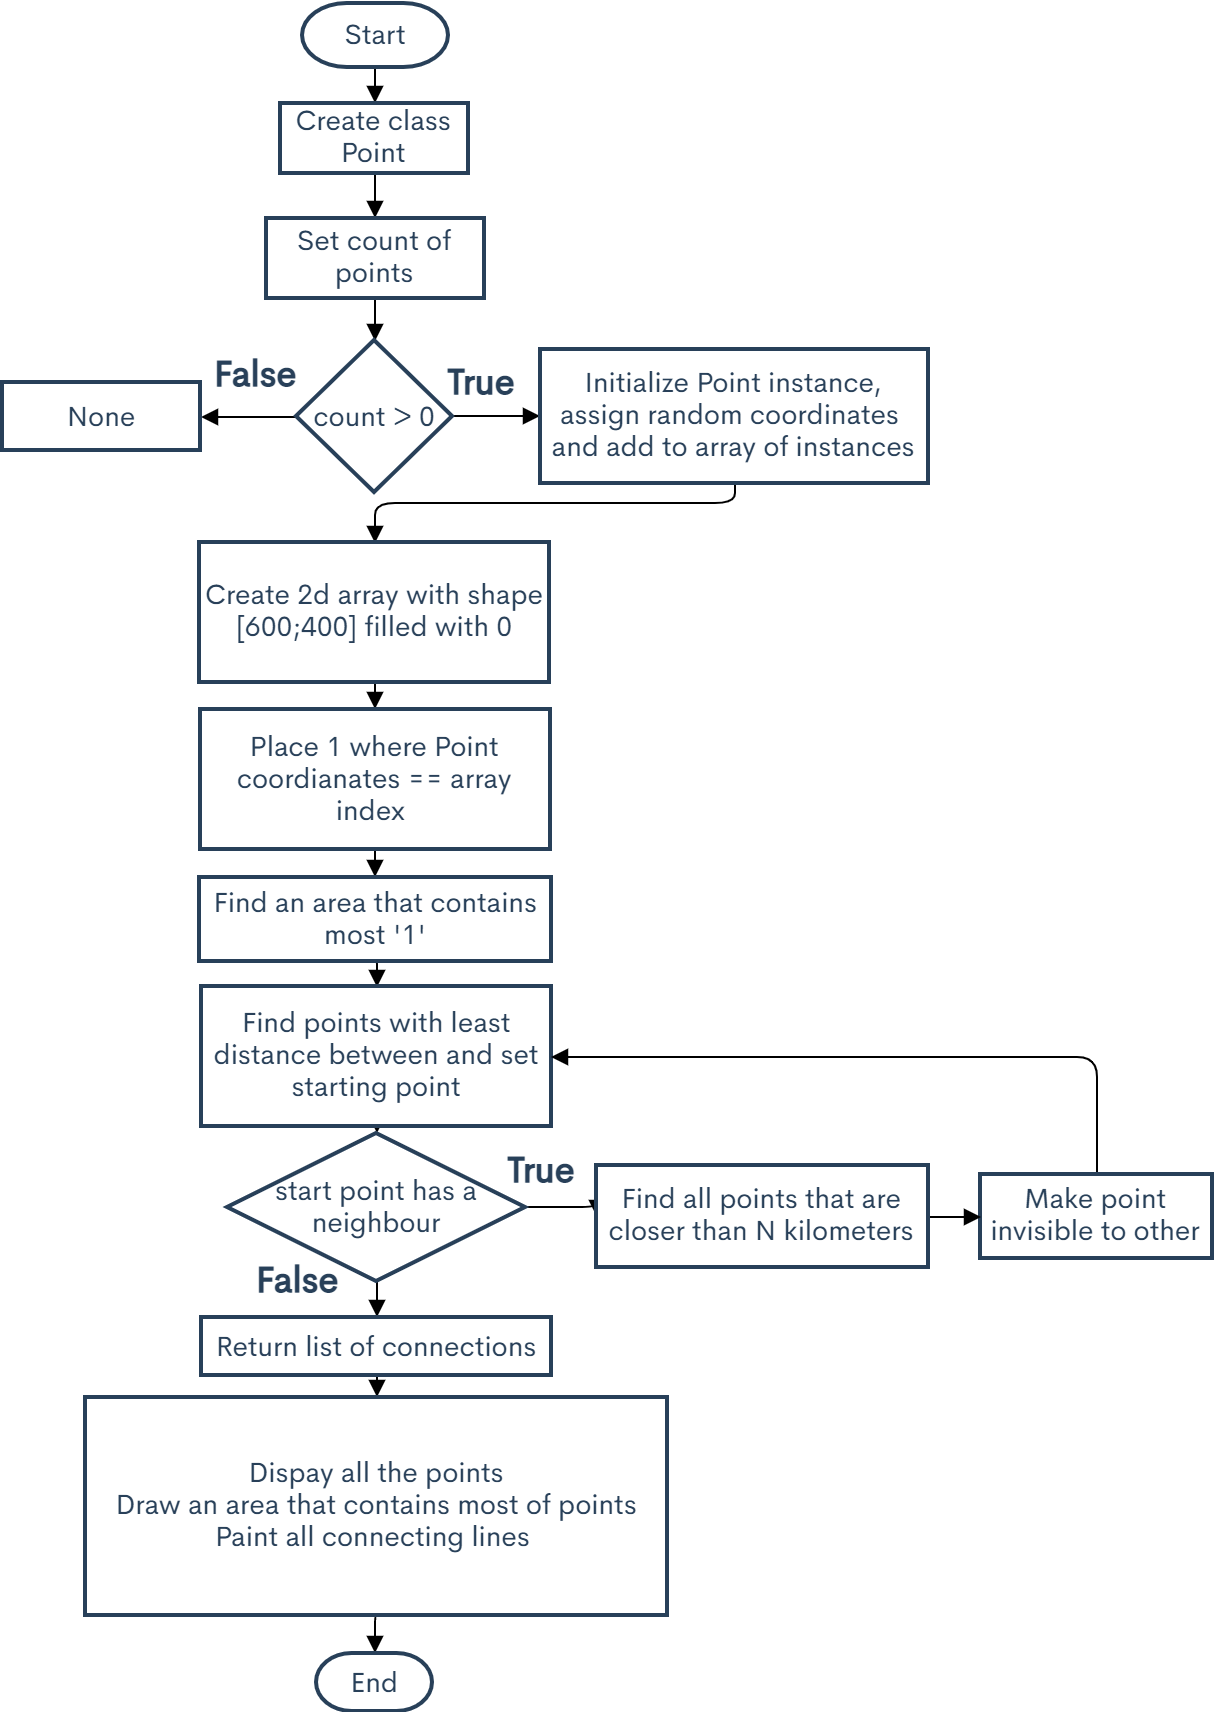 Start
Create class
Point
Set count of
points
False
True
None
count > 0
Initialize Point instance,
assign random coordinates
and add to array of instances
Create 2d array with shape
[600;400] filled with 0
Place 1 where Point
coordianates == array
index
Find an area that contains
most '1'
Find points with least
distance between and set
starting point
start point has a
neighbour
True
Find all points that are
closer than N kilometers
Make point
invisible to other
False
Return list of connections
Dispay all the points
Draw an area that contains most of points
Paint all connecting lines
End